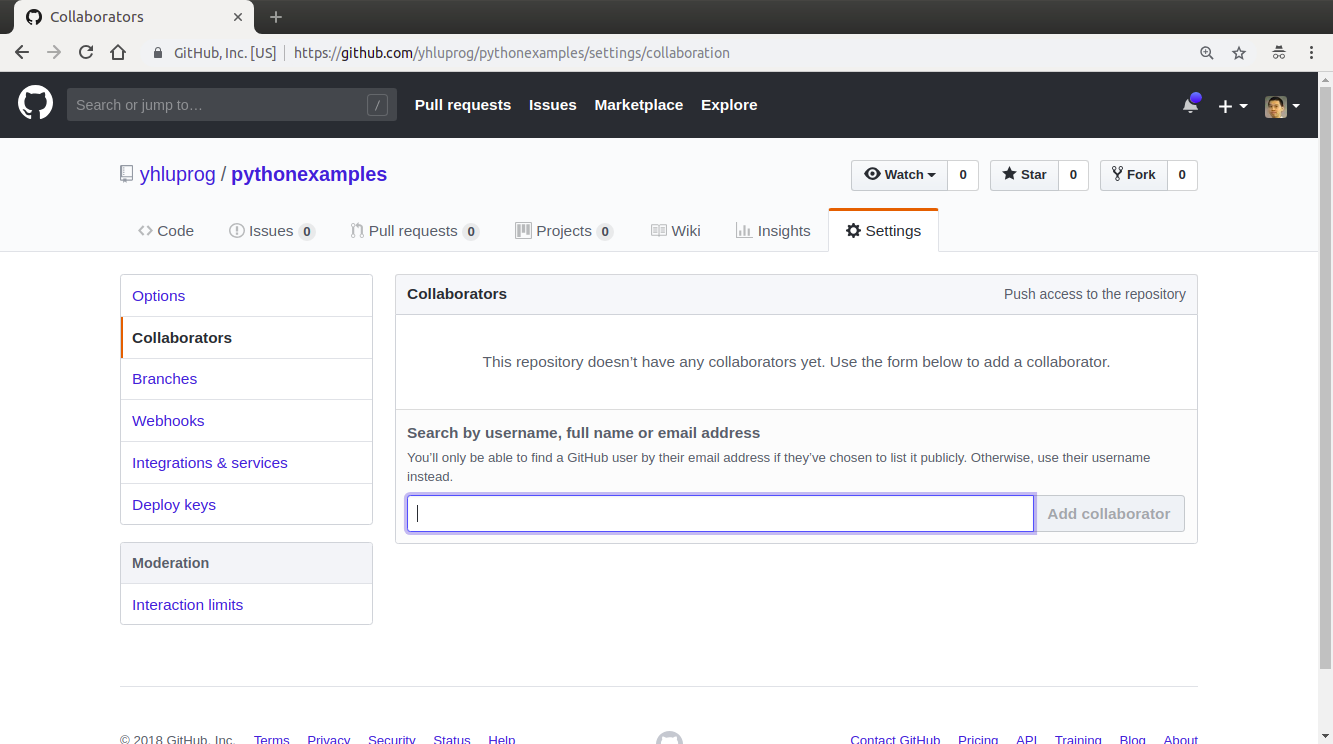 Collaborators
GitHub, Inc. [US] https://github.com/yhluprog/pythonexamples/settings/collaboration
Search or jump to… / Pull requests Issues Marketplace Explore
yhluprog / pythonexamples Watch 0 Star 0 Fork 0
Code Issues 0 Pull requests 0 Projects 0 Wiki Insights Settings
Options
Collaborators
Branches
Webhooks
Integrations & services
Deploy keys
Moderation
Interaction limits
Collaborators Push access to the repository
This repository doesn’t have any collaborators yet. Use the form below to add a collaborator.
Search by username, full name or email address
You’ll only be able to find a GitHub user by their email address if they’ve chosen to list it publicly. Otherwise, use their username
instead.
Add collaborator
© 2018 GitHub, Inc. Terms Privacy Security Status Help Contact GitHub Pricing API Training Blog About